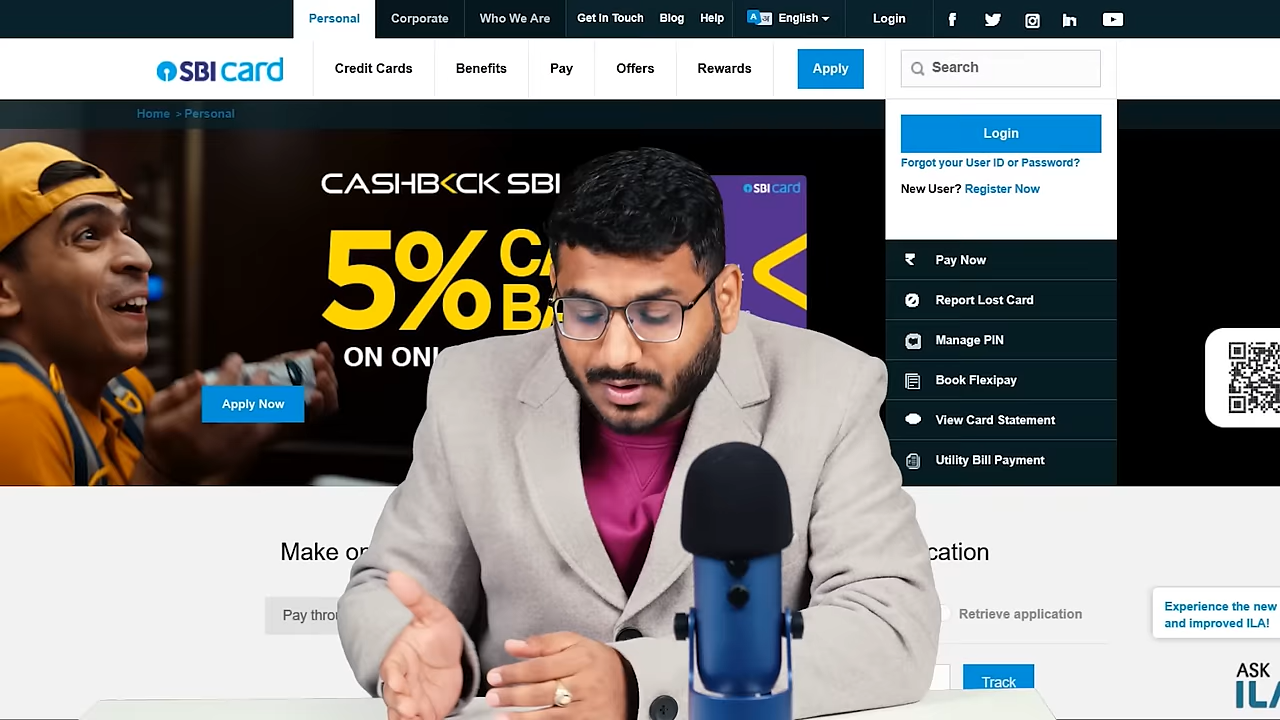 Personal
Corporate
Who We Are
Get In Touch
Blog
Help
English
Login
SBI card
Credit Cards
Benefits
Pay
Offers
Rewards
Apply
Search
Home > Personal
Login
Forgot your User ID or Password?
New User? Register Now
CASHBACK SBI
SBI card
5%
ON
Apply Now
Pay Now
Report Lost Card
Manage PIN
Book Flexipay
View Card Statement
Utility Bill Payment
Make
Pay
Retrieve application
Track
Experience the new
and improved ILA!
ASK